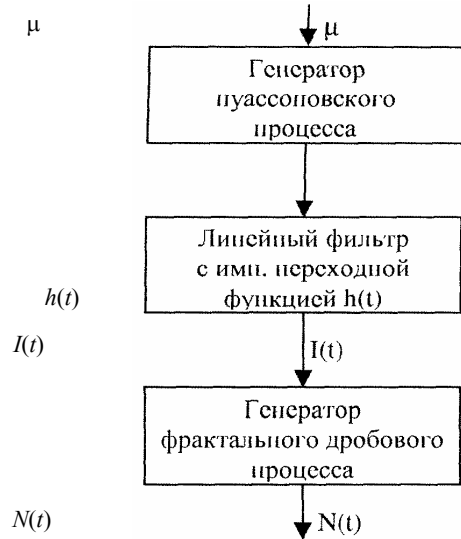 μ
μ
Генератор
пуассоновского
процесса
Линейный фильтр
с имп. переходной
функцией h(t)
h(t)
I(t)
I(t)
Генератор
фрактального дробового
процесса
N(t)
N(t)